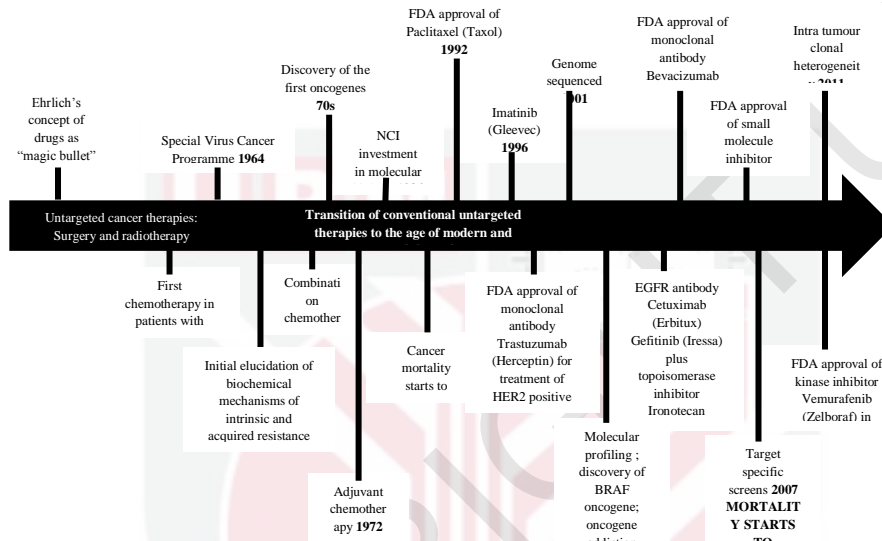 Ehrlich's
concept of
drugs as
“magic bullet”
Special Virus Cancer
Programme 1964
Discovery of the
first oncogenes
70s
NCI
investment
in molecular
FDA approval of
Paclitaxel (Taxol)
1992
Imatinib
(Gleevec)
1996
Genome
sequenced
FDA approval of
monoclonal
antibody
Bevacizumab
FDA approval
of small
molecule
inhibitor
Intra tumour
clonal
heterogeneit
y 2011
Untargeted cancer therapies:
Surgery and radiotherapy
Transition of conventional untargeted
therapies to the age of modern and
First
chemotherapy in
patients with
Initial elucidation of
biochemical
mechanisms of
intrinsic and
acquired resistance
Combinati
on
chemother
Adjuvant
chemother
apy 1972
Cancer
mortality
starts to
FDA approval of
monoclonal
antibody
Trastuzumab
(Herceptin) for
treatment of
HER2 positive
Molecular
profiling ;
discovery of
BRAF
oncogene;
oncogene
addiction
EGFR antibody
Cetuximab
(Erbitux)
Gefitinib (Iressa)
plus
topoisomerase
inhibitor
Ironotecan
Target
specific
screens 2007
MORTALIT
Y STARTS
TO
FDA approval of
kinase inhibitor
Vemurafenib
(Zelboraf) in